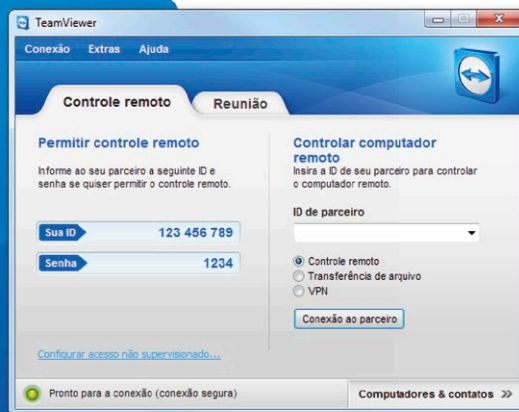 TeamViewer
Conexão Extras Ajuda
Controle remoto Reunião
Permitir controle remoto
Informe ao seu parceiro a seguinte ID e
senha se quiser permitir o controle remoto.
Sua ID 123 456 789
Senha 1234
Configurar acesso não supervisionado...
Controlar computador
remoto
Insira a ID de seu parceiro para controlar
o computador remoto.
ID de parceiro
Controle remoto
Transferência de arquivo
VPN
Conexão ao parceiro
Pronto para a conexão (conexão segura)
Computadores & contatos >>